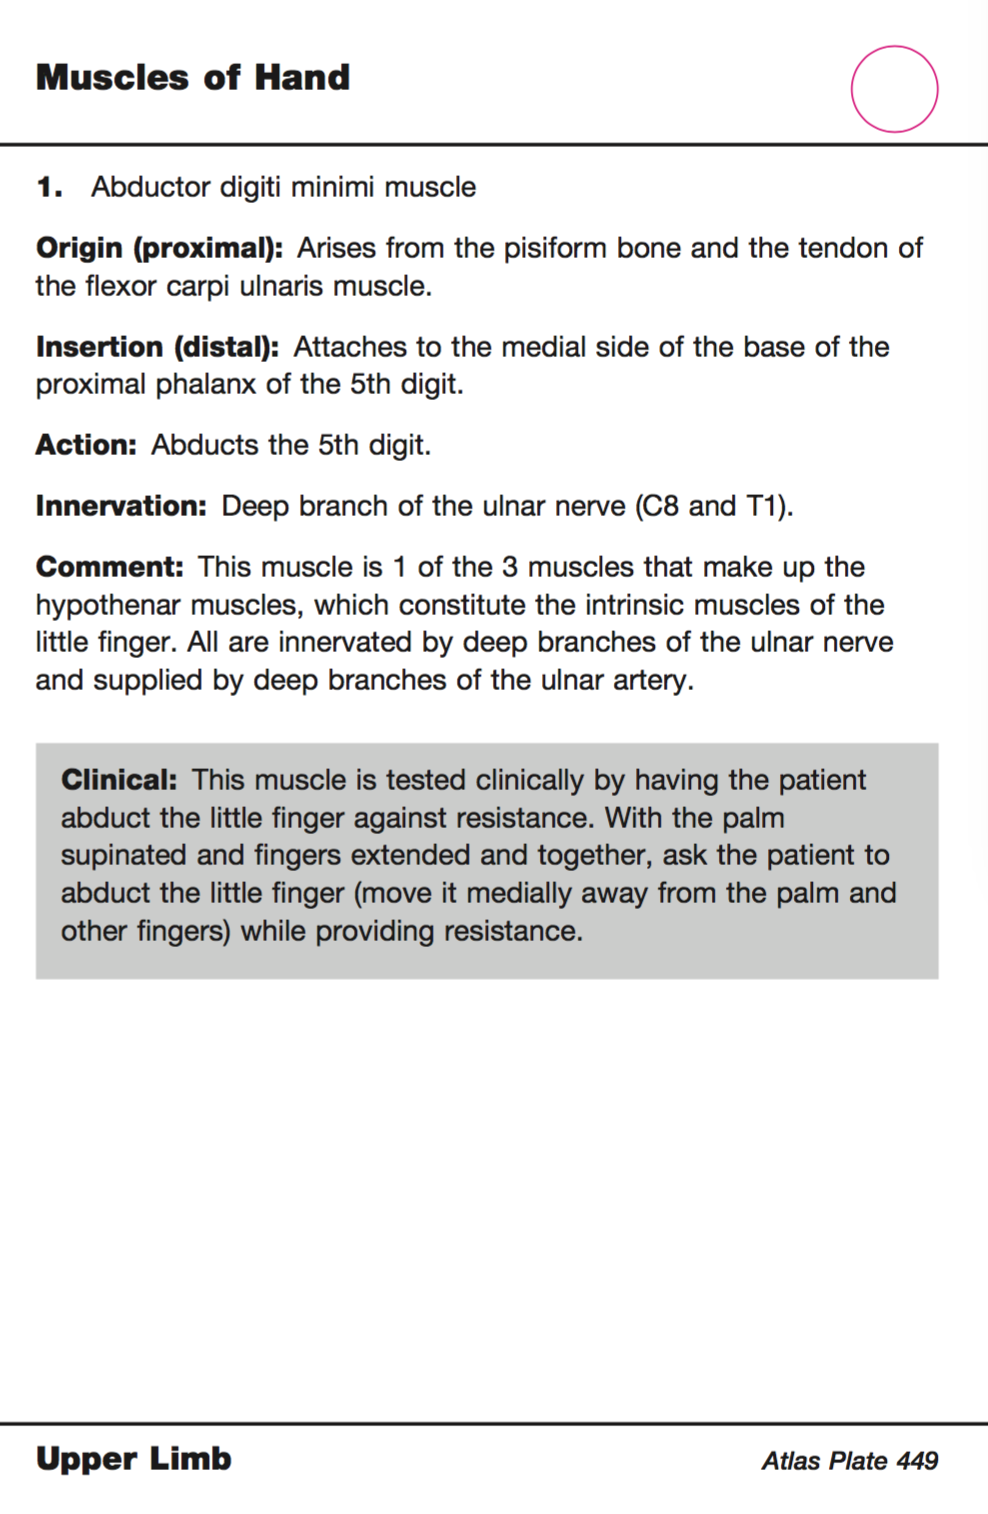 Muscles of Hand
1. Abductor digiti minimi muscle
Origin (proximal): Arises from the pisiform bone and the tendon of
the flexor carpi ulnaris muscle.
Insertion (distal): Attaches to the medial side of the base of the
proximal phalanx of the 5th digit.
Action: Abducts the 5th digit.
Innervation: Deep branch of the ulnar nerve (C8 and T1).
Comment: This muscle is 1 of the 3 muscles that make up the
hypothenar muscles, which constitute the intrinsic muscles of the
little finger. All are innervated by deep branches of the ulnar nerve
and supplied by deep branches of the ulnar artery.
Clinical: This muscle is tested clinically by having the patient
abduct the little finger against resistance. With the palm
supinated and fingers extended and together, ask the patient to
abduct the little finger (move it medially away from the palm and
other fingers) while providing resistance.
Upper Limb
Atlas Plate 449